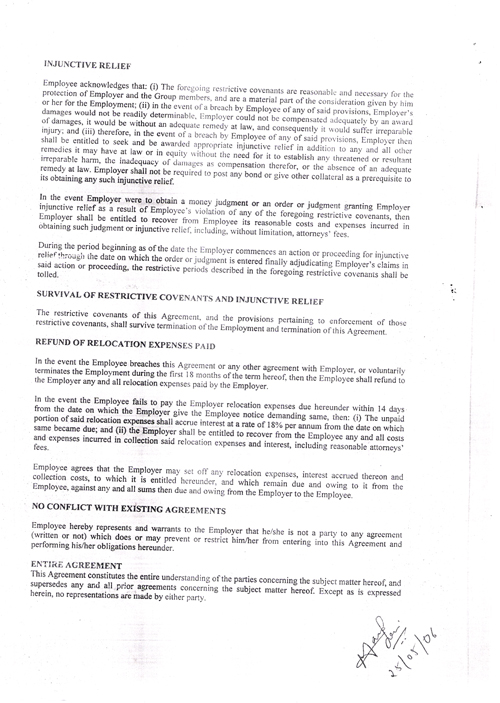 INJUNCTIVE RELIEF
Employee acknowledges that: (i) The foregoing restrictive covenants are reasonable and necessary for the
protection of Employer and the Group members, and are a material part of the consideration given by him
or her for the Employment; (ii) in the event of a breach by Employee of any of said provisions, Employer's
damages would not be readily determinable, Employer could not be compensated adequately by an award
of damages, it would be without an adequate remedy at law, and consequently it would suffer irreparable
injury; and (iii) therefore, in the event of a breach by Employee of any of said provisions, Employer then
shall be entitled to seek and be awarded appropriate injunctive relief in addition to any and all other
remedies it may have at law or in equity without the need for it to establish any threatened or resultant
irreparable harm, the inadequacy of damages as compensation therefor, or the absence of an adequate
remedy at law. Employer shall not be required to post any bond or give other collateral as a prerequisite to
its obtaining any such injunctive relief.
In the event Employer were to obtain a money judgment or an order or judgment granting Employer
injunctive relief as a result of Employee's violation of any of the foregoing restrictive covenants, then
Employer shall be entitled to recover from Employee its reasonable costs and expenses incurred in
obtaining such judgment or injunctive relief, including, without limitation, attorneys' fees.
During the period beginning as of the date the Employer commences an action or proceeding for injunctive
relief through the date on which the order or judgment is entered finally adjudicating Employer's claims in
said action or proceeding, the restrictive periods described in the foregoing restrictive covenants shall be
tolled.
SURVIVAL OF RESTRICTIVE COVENANTS AND INJUNCTIVE RELIEF
The restrictive covenants of this Agreement, and the provisions pertaining to enforcement of those
restrictive covenants, shall survive termination of the Employment and termination of this Agreement.
REFUND OF RELOCATION EXPENSES PAID
In the event the Employee breaches this Agreement or any other agreement with Employer, or voluntarily
terminates the Employment during the first 18 months of the term hereof, then the Employee shall refund to
the Employer any and all relocation expenses paid by the Employer.
In the event the Employee fails to pay the Employer relocation expenses due hereunder within 14 days
from the date on which the Employer give the Employee notice demanding same, then: (i) The unpaid
portion of said relocation expenses shall accrue interest at a rate of 18% per annum from the date on which
same became due; and (ii) the Employer shall be entitled to recover from the Employee any and all costs
and expenses incurred in collection said relocation expenses and interest, including reasonable attorneys'
fees.
Employee agrees that the Employer may set off any relocation expenses, interest accrued thereon and
collection costs, to which it is entitled hereunder, and which remain due and owing to it from the
Employee, against any and all sums then due and owing from the Employer to the Employee.
NO CONFLICT WITH EXISTING AGREEMENTS
Employee hereby represents and warrants to the Employer that he/she is not a party to any agreement
(written or not) which does or may prevent or restrict him/her from entering into this Agreement and
performing his/her obligations hereunder.
ENTIRE AGREEMENT
This Agreement constitutes the entire understanding of the parties concerning the subject matter hereof, and
supersedes any and all prior agreements concerning the subject matter hereof. Except as is expressed
herein, no representations are made by either party.
25/05/06